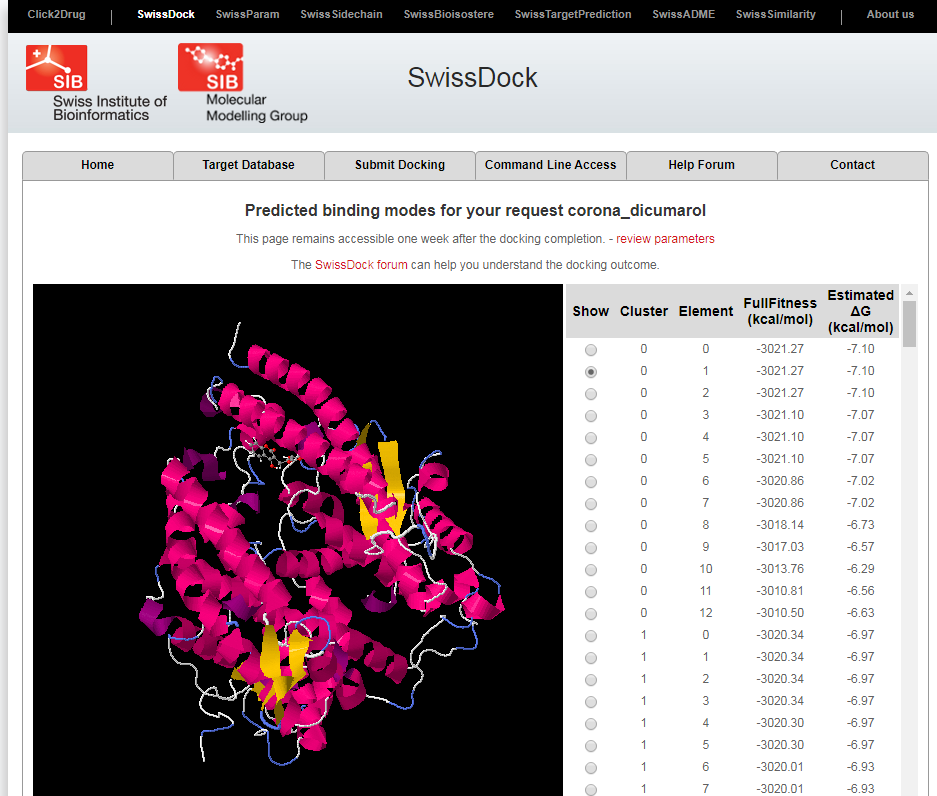 Click2Drug | SwissDock SwissParam SwissSidechain SwissBioisostere SwissTargetPrediction SwissADME SwissSimilarity | About us
SIB
Swiss Institute of
Bioinformatics
SIB
Molecular
Modelling Group
SwissDock
Home Target Database Submit Docking Command Line Access Help Forum Contact
Predicted binding modes for your request corona_dicumarol
This page remains accessible one week after the docking completion. - review parameters
The SwissDock forum can help you understand the docking outcome.
Show Cluster Element FullFitness (kcal/mol) Estimated ΔG (kcal/mol)
0 0 -3021.27 -7.10
0 1 -3021.27 -7.10
0 2 -3021.27 -7.10
0 3 -3021.10 -7.07
0 4 -3021.10 -7.07
0 5 -3021.10 -7.07
0 6 -3020.86 -7.02
0 7 -3020.86 -7.02
0 8 -3018.14 -6.73
0 9 -3017.03 -6.57
0 10 -3013.76 -6.29
0 11 -3010.81 -6.56
0 12 -3010.50 -6.63
1 0 -3020.34 -6.97
1 1 -3020.34 -6.97
1 2 -3020.34 -6.97
1 3 -3020.34 -6.97
1 4 -3020.30 -6.97
1 5 -3020.30 -6.97
1 6 -3020.01 -6.93
1 7 -3020.01 -6.93